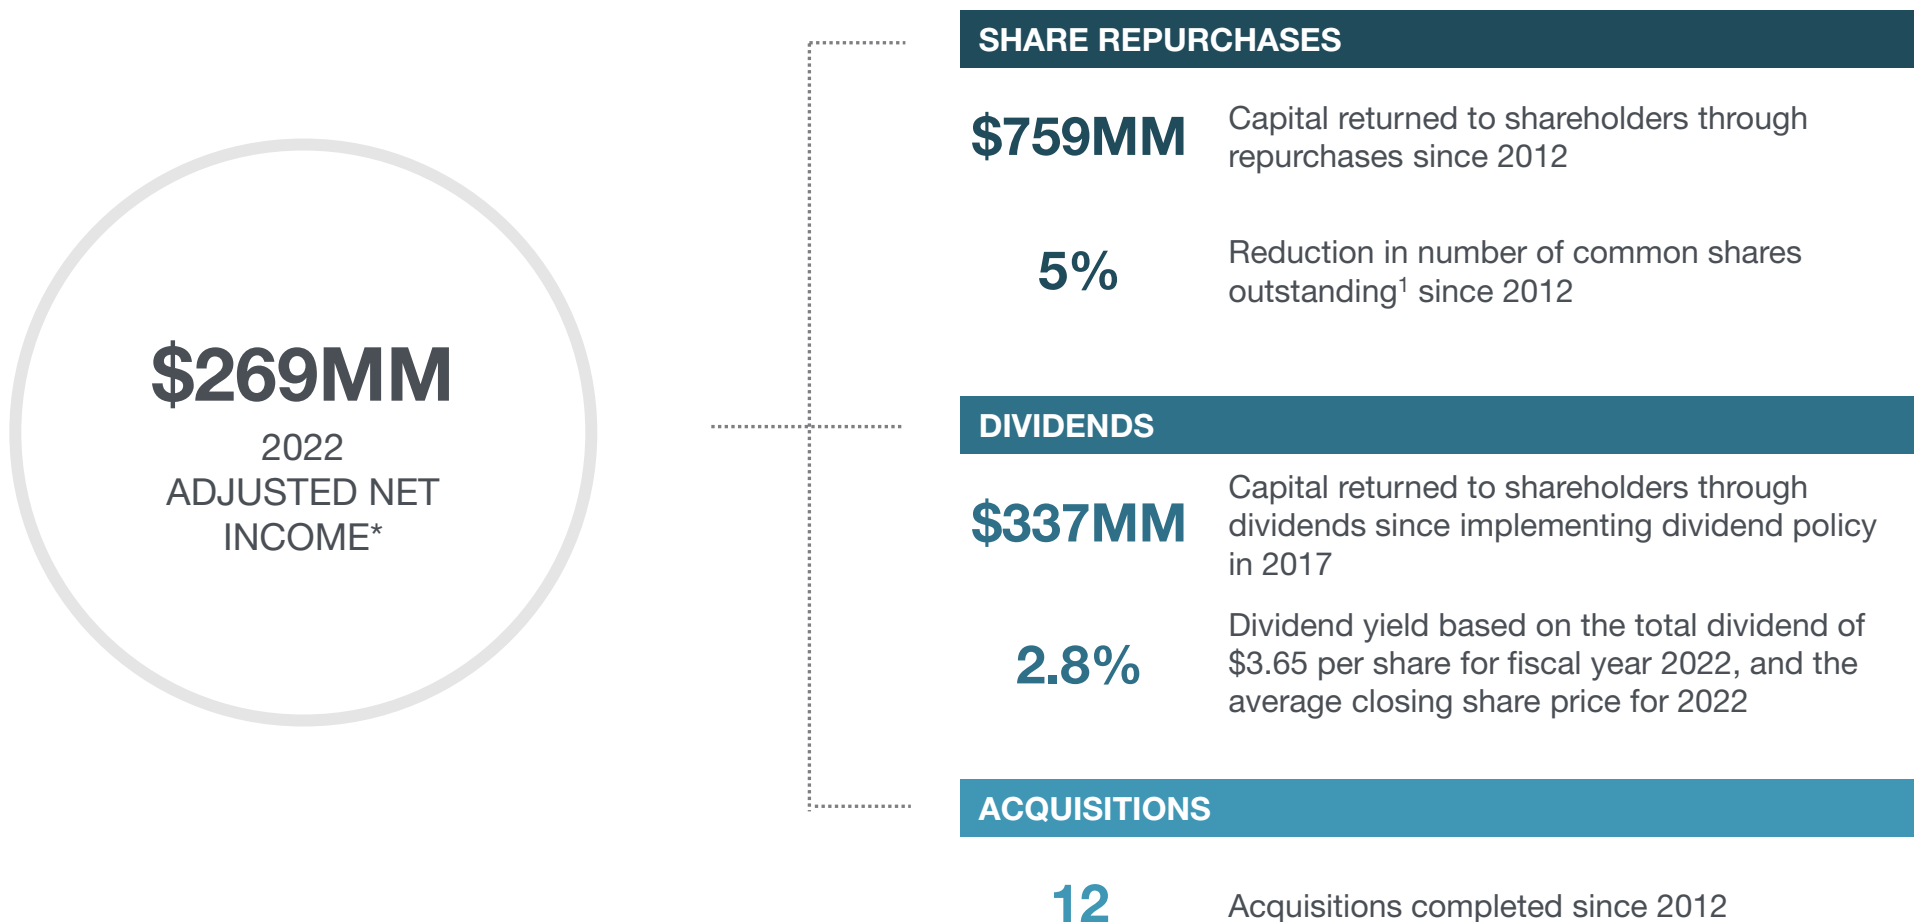 $269MM
2022
ADJUSTED NET
INCOME*
SHARE REPURCHASES
$759MM
Capital returned to shareholders through
repurchases since 2012
5%
Reduction in number of common shares
outstanding¹ since 2012
DIVIDENDS
$337MM
Capital returned to shareholders through
dividends since implementing dividend policy
in 2017
2.8%
Dividend yield based on the total dividend of
$3.65 per share for fiscal year 2022, and the
average closing share price for 2022
ACQUISITIONS
12
Acquisitions completed since 2012